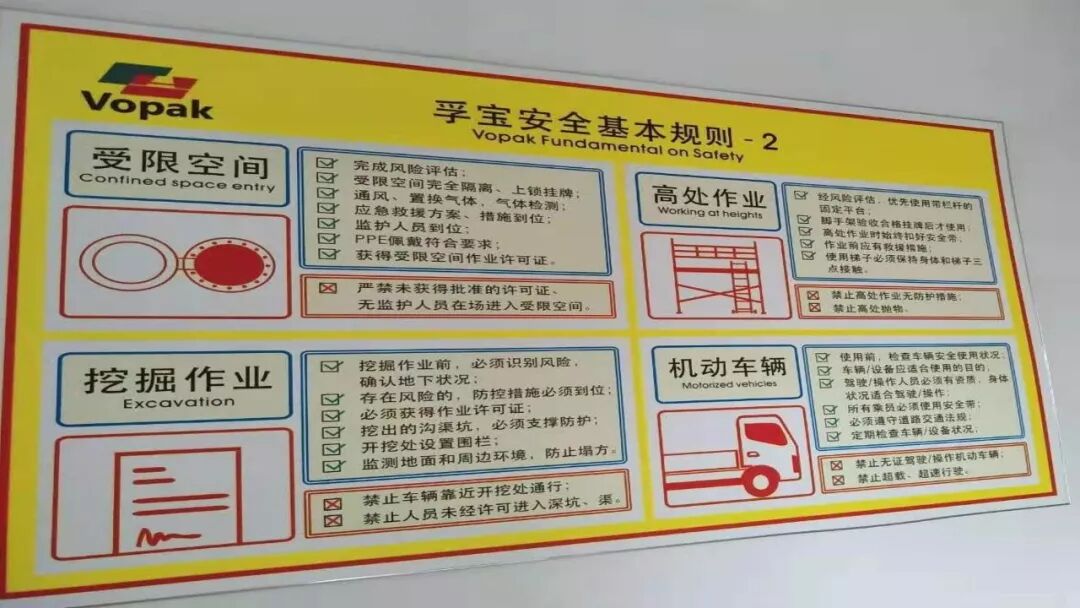 Vopak
孚宝安全基本规则 - 2
Vopak Fundamental on Safety
受限空间
Confined space entry
完成风险评估；
受限空间完全隔离、上锁挂牌；
通风、置换气体，气体检测；
应急救援方案、措施到位；
监护人员到位；
PPE佩戴符合要求；
获得受限空间作业许可证。
严禁未获得批准的许可证、
无监护人员在场进入受限空间。
高处作业
Working at heights
经风险评估，优先使用带栏杆的
固定平台；
脚手架验收合格挂牌后才使用；
高处作业时始终扣好安全带；
作业前应有救援措施；
使用梯子必须保持身体和梯子三
点接触。
禁止高处作业无防护措施；
禁止高处抛物。
挖掘作业
Excavation
挖掘作业前，必须识别风险，
确认地下状况；
存在风险的，防控措施必须到位；
必须获得作业许可证；
挖出的沟渠坑，必须支撑防护；
开挖处设置围栏；
监测地面和周边环境，防止塌方。
禁止车辆靠近开挖处通行；
禁止人员未经许可进入深坑、渠。
机动车辆
Motorized vehicles
使用前，检查车辆安全使用状况；
车辆/设备应适合使用的目的；
驾驶/操作人员必须有资质，身体
状况适合驾驶/操作；
所有乘员必须使用安全带；
必须遵守道路交通法规；
定期检查车辆/设备状况。
禁止无证驾驶/操作机动车辆；
禁止超载、超速行驶。